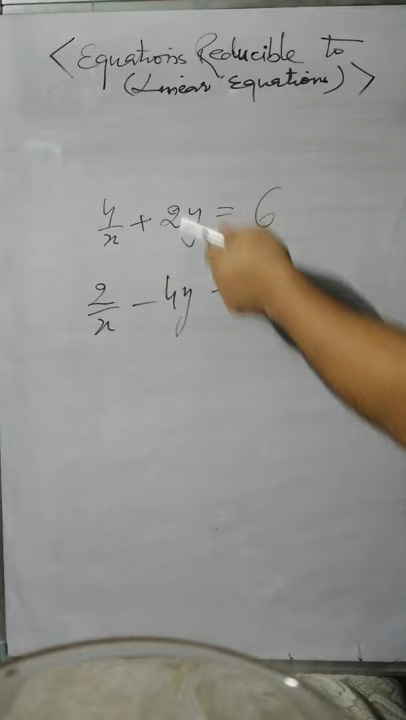 < Equations Reducible To
(Linear Equations) >
4/x + 2y = 6
2/x - 4y